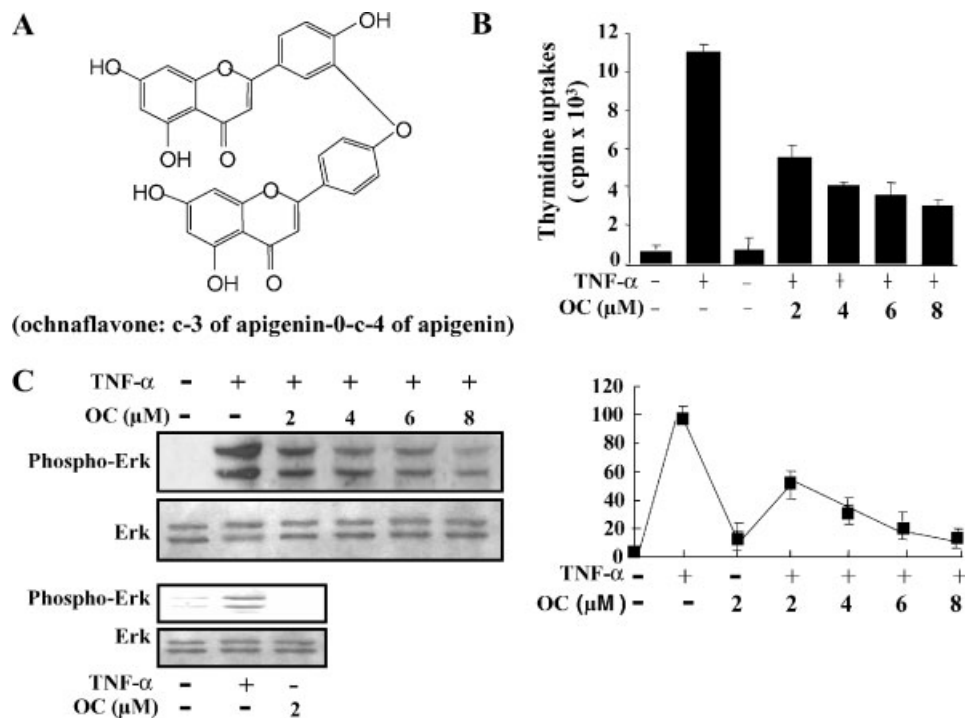 A
OH
HO
O
OH
O
O
HO
O
OH
O
(ochnaflavone: c-3 of apigenin-0-c-4 of apigenin)
B
Thymidine uptakes
( cpm x 10³)
12
10
8
6
4
2
0
TNF-α - + - + + + +
OC (μM) - - - 2 4 6 8
C
TNF-α - + + + + +
OC (μM) - - 2 4 6 8
Phospho-Erk
Erk
Phospho-Erk
Erk
TNF-α - + -
OC (μM) - - 2
120
100
80
60
40
20
0
TNF-α - + - + + + +
OC (μM) - - 2 2 4 6 8